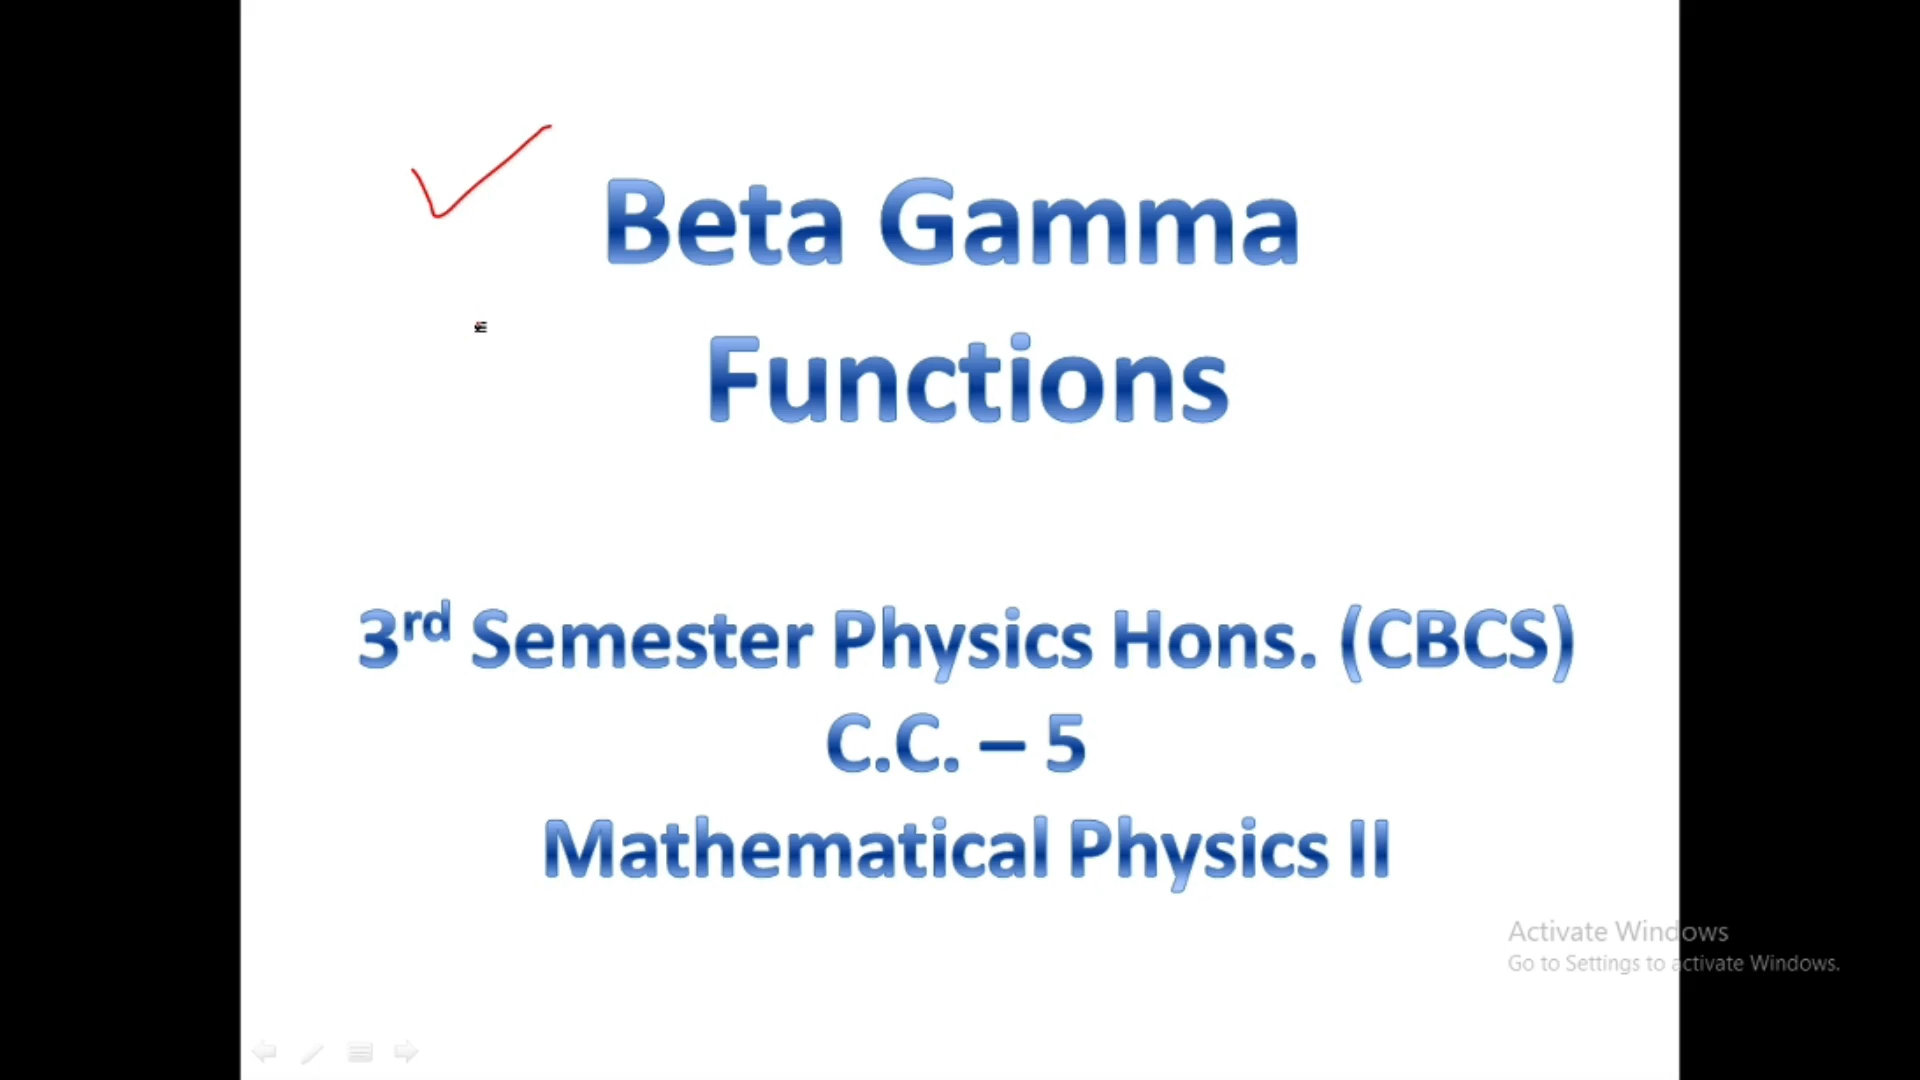 Beta Gamma
Functions
3rd Semester Physics Hons. (CBCS)
C.C. – 5
Mathematical Physics II
Activate Windows
Go to Settings to activate Windows.